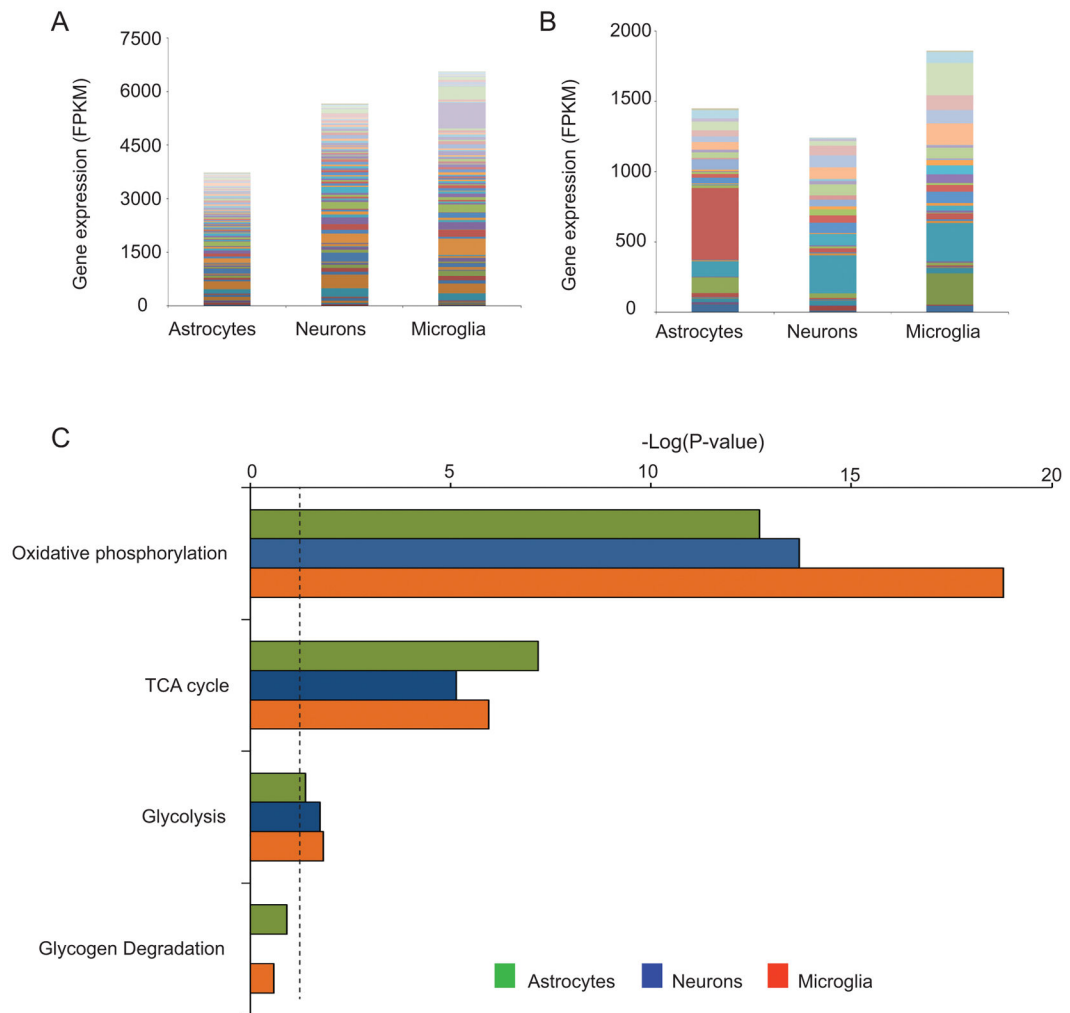 A
7500
6000
4500
3000
1500
0
Gene expression (FPKM)
Astrocytes
Neurons
Microglia
B
2000
1500
1000
500
0
Gene expression (FPKM)
Astrocytes
Neurons
Microglia
C
-Log(P-value)
0 5 10 15 20
Oxidative phosphorylation
TCA cycle
Glycolysis
Glycogen Degradation
Astrocytes
Neurons
Microglia